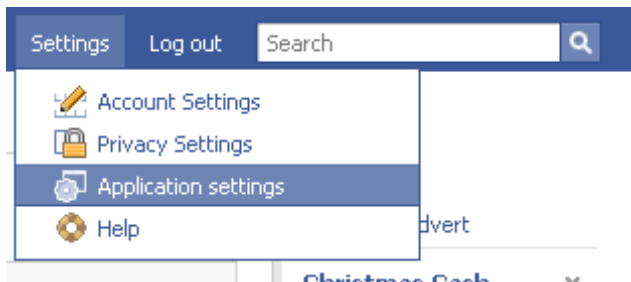 Settings Log out Search
Account Settings
Privacy Settings
Application settings
Help
dvert